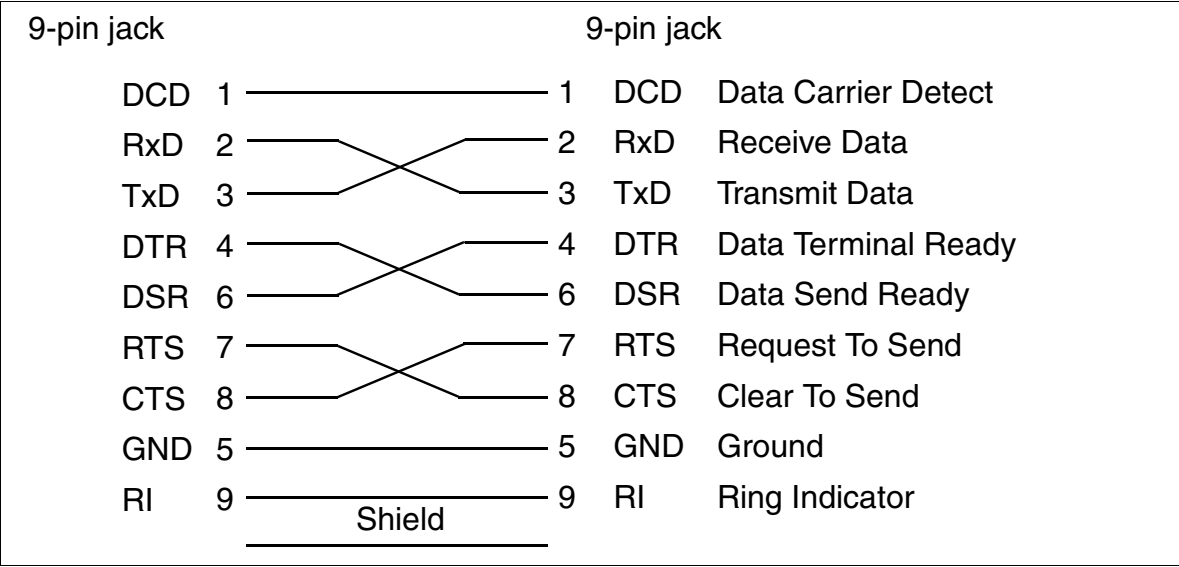 9-pin jack 9-pin jack
DCD 1 1 DCD Data Carrier Detect
RxD 2 2 RxD Receive Data
TxD 3 3 TxD Transmit Data
DTR 4 4 DTR Data Terminal Ready
DSR 6 6 DSR Data Send Ready
RTS 7 7 RTS Request To Send
CTS 8 8 CTS Clear To Send
GND 5 5 GND Ground
RI 9 9 RI Ring Indicator
Shield